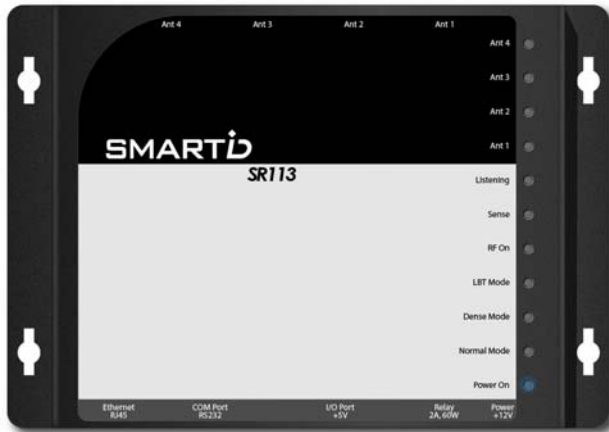 Ant 4 Ant 3 Ant 2 Ant 1
Ant 4
Ant 3
Ant 2
Ant 1
SMARTiD
SR113
Listening
Sense
RF On
LBT Mode
Dense Mode
Normal Mode
Power On
Ethernet COM Port I/O Port Relay Power
RJ45 RS232 +5V 2A, 60W +12V